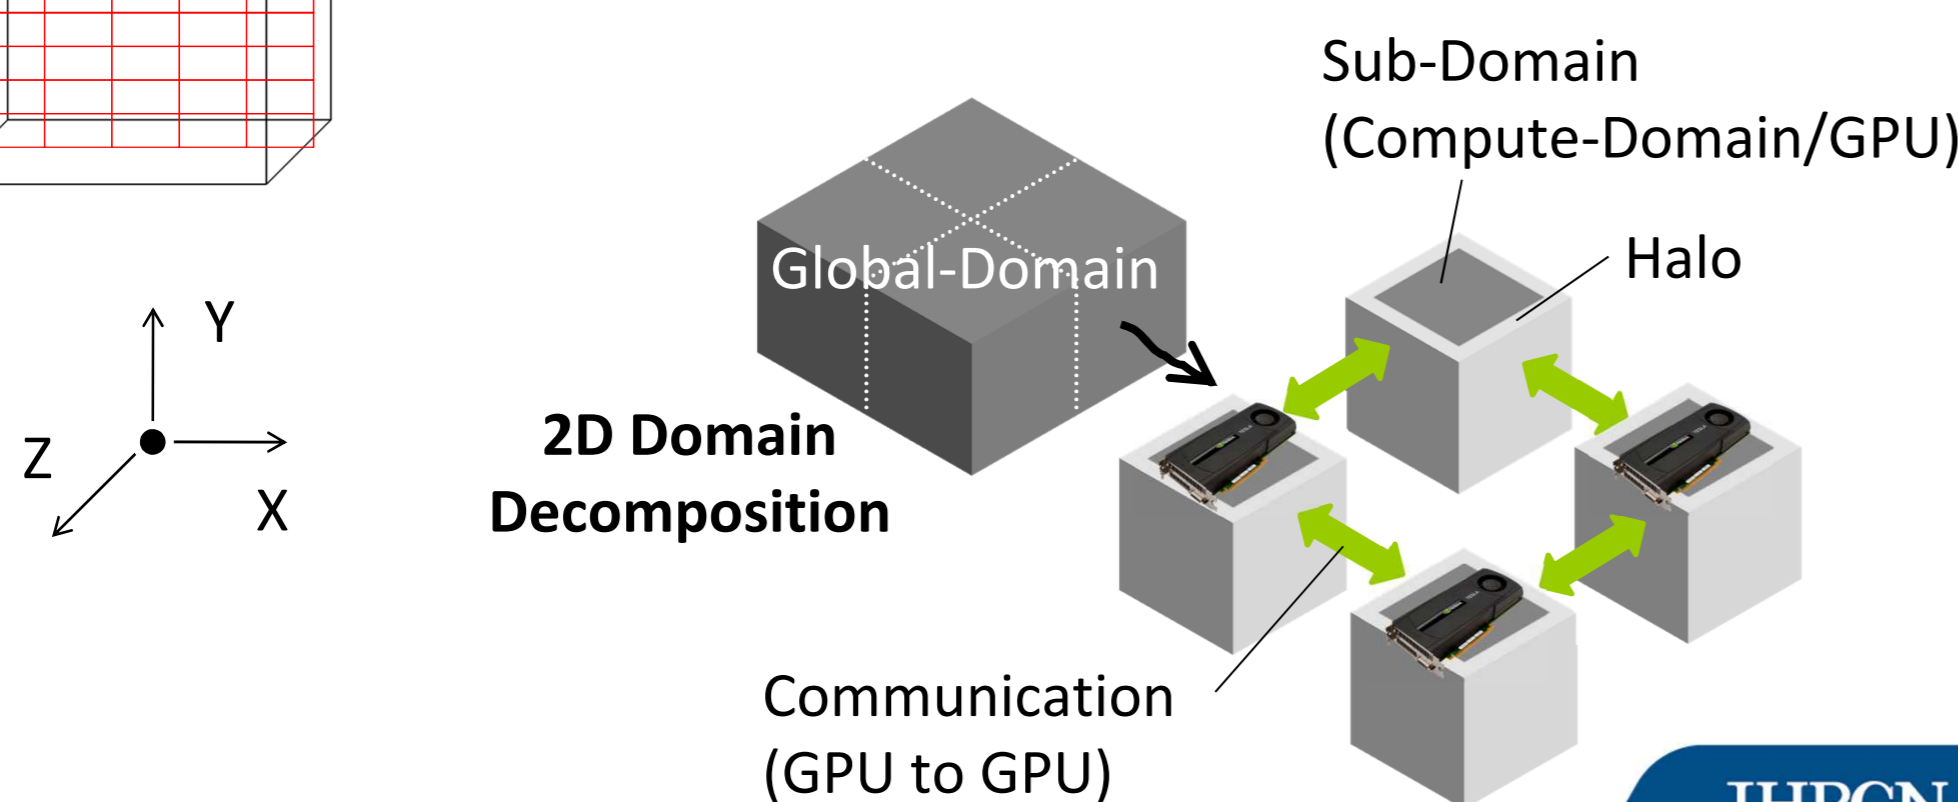 Sub-Domain
(Compute-Domain/GPU)
Global-Domain
Halo
Y
Z
X
2D Domain
Decomposition
Communication
(GPU to GPU)